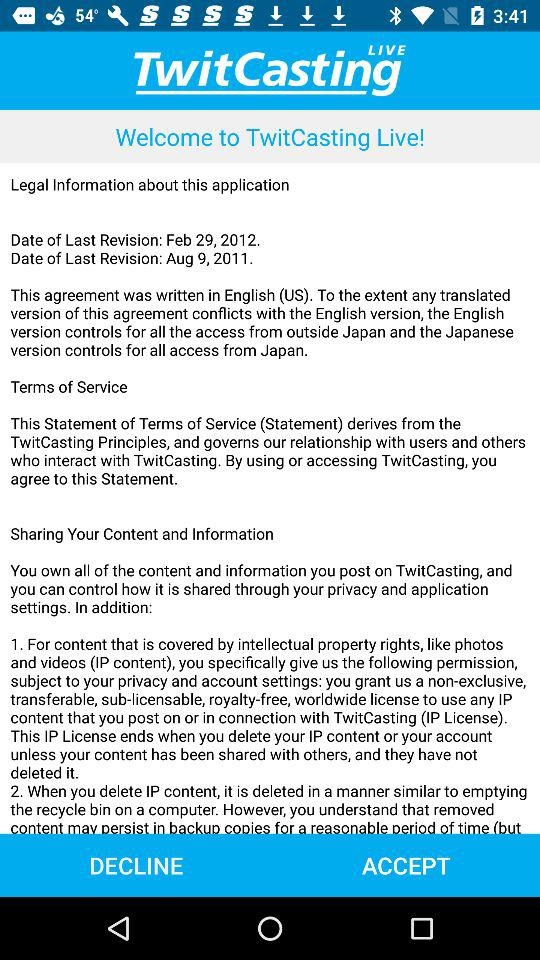 54°
3:41
TwitCasting LIVE
Welcome to TwitCasting Live!
Legal Information about this application
Date of Last Revision: Feb 29, 2012.
Date of Last Revision: Aug 9, 2011.
This agreement was written in English (US). To the extent any translated
version of this agreement conflicts with the English version, the English
version controls for all the access from outside Japan and the Japanese
version controls for all access from Japan.
Terms of Service
This Statement of Terms of Service (Statement) derives from the
TwitCasting Principles, and governs our relationship with users and others
who interact with TwitCasting. By using or accessing TwitCasting, you
agree to this Statement.
Sharing Your Content and Information
You own all of the content and information you post on TwitCasting, and
you can control how it is shared through your privacy and application
settings. In addition:
1. For content that is covered by intellectual property rights, like photos
and videos (IP content), you specifically give us the following permission,
subject to your privacy and account settings: you grant us a non-exclusive,
transferable, sub-licensable, royalty-free, worldwide license to use any IP
content that you post on or in connection with TwitCasting (IP License).
This IP License ends when you delete your IP content or your account
unless your content has been shared with others, and they have not
deleted it.
2. When you delete IP content, it is deleted in a manner similar to emptying
the recycle bin on a computer. However, you understand that removed
content may persist in backup copies for a reasonable period of time (but
DECLINE
ACCEPT